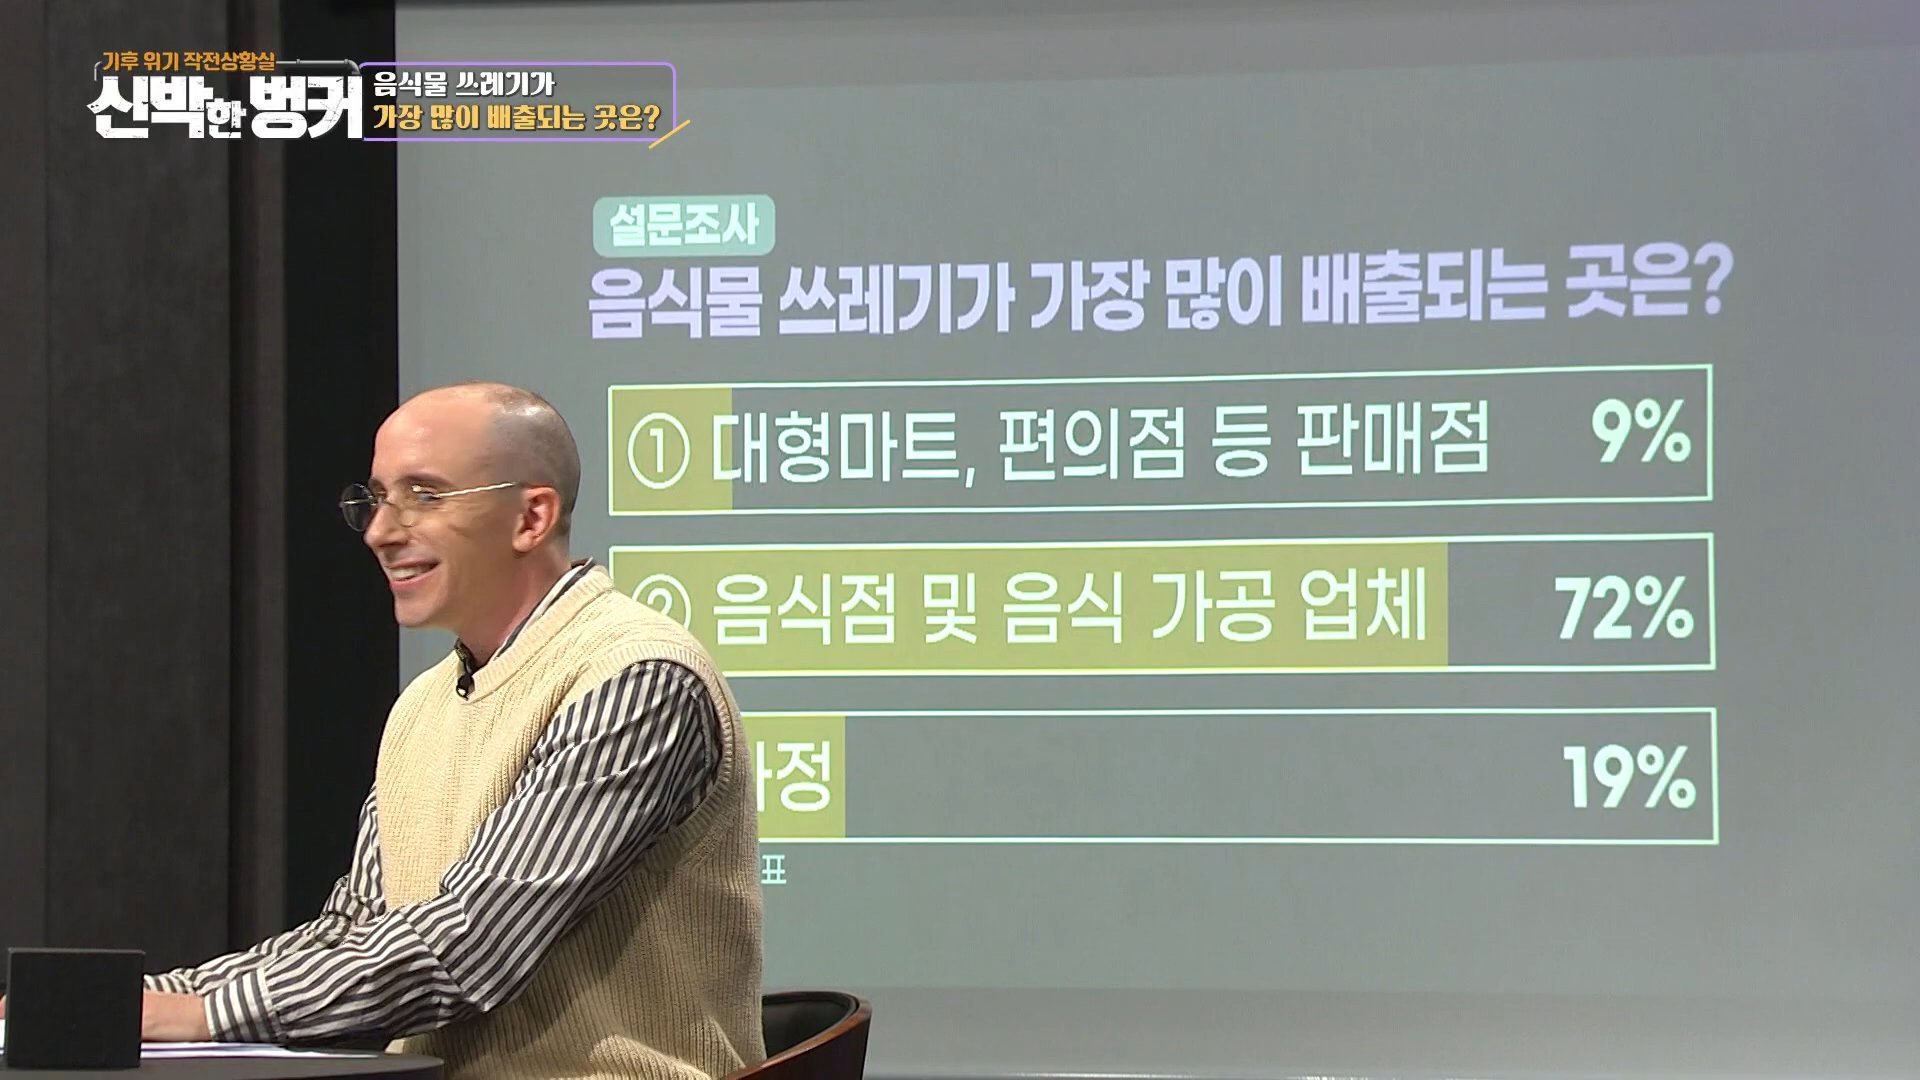 기후 위기 작전상황실
신박한 벙커
음식물 쓰레기가
가장 많이 배출되는 곳은?
설문조사
음식물 쓰레기가 가장 많이 배출되는 곳은?
① 대형마트, 편의점 등 판매점 9%
② 음식점 및 음식 가공 업체 72%
19%